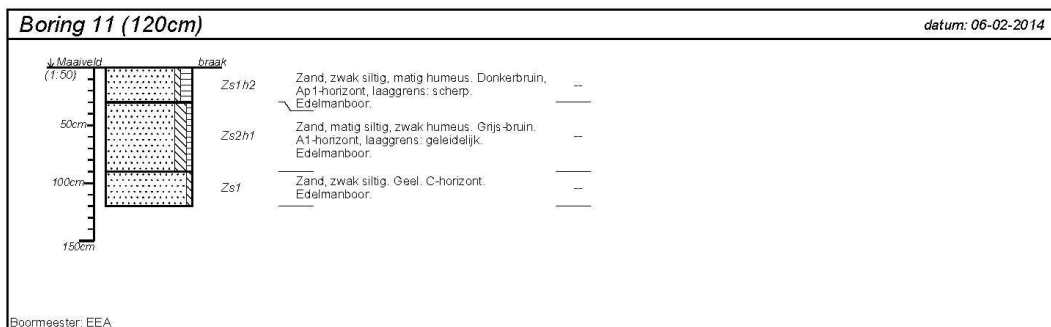 Boring 11 (120cm)
datum: 06-02-2014
↓ Maaiveld
braak
(1:50)
Zs1h2
Zand, zwak siltig, matig humeus. Donkerbruin,
Ap1-horizont, laaggrens: scherp.
Edelmanboor.
--
50cm
Zs2h1
Zand, matig siltig, zwak humeus. Grijs-bruin.
A1-horizont, laaggrens: geleidelijk.
Edelmanboor.
--
100cm
Zs1
Zand, zwak siltig. Geel. C-horizont.
Edelmanboor.
--
150cm
Boormeester: EEA